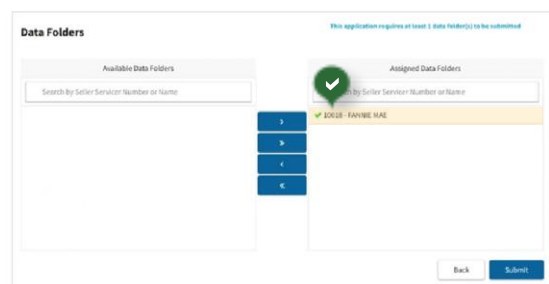 This application requires at least 1 data folder(s) to be submitted
Data Folders
Available Data Folders
Assigned Data Folders
Search by Seller Servicer Number or Name
h by Seller Servicer Number or Name
10018 - FANNIE MAE
>
»
<
«
Back
Submit